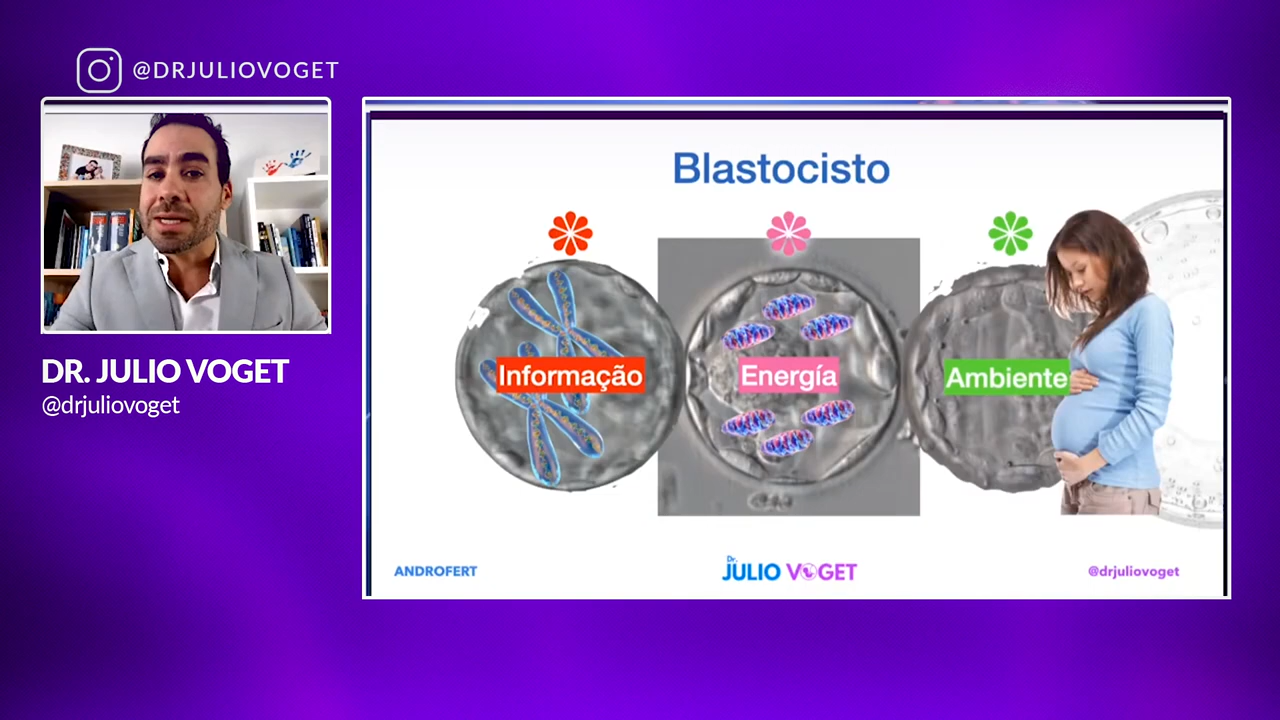 @DRJULIOVOGET
DR. JULIO VOGET
@drjuliovoget
Blastocisto
Informação
Energía
Ambiente
ANDROFERT
Dr.
JULIO VOGET
@drjuliovoget